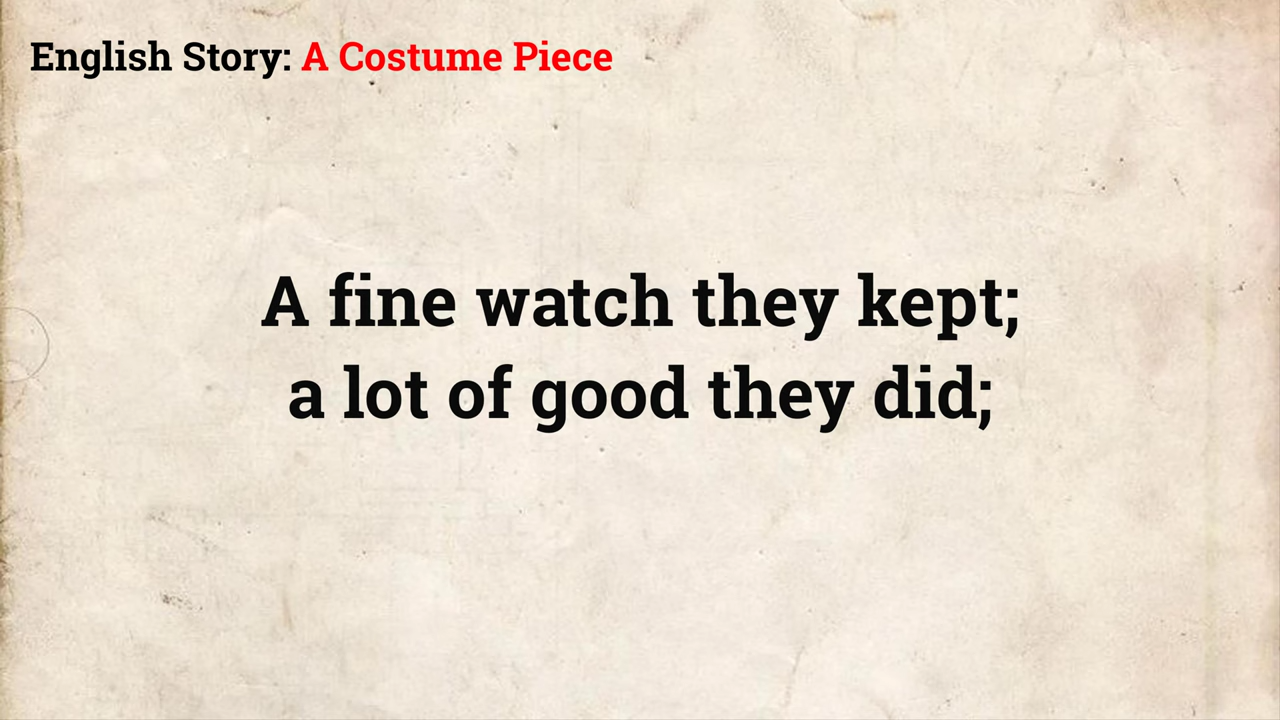 English Story: A Costume Piece
A fine watch they kept;
a lot of good they did;